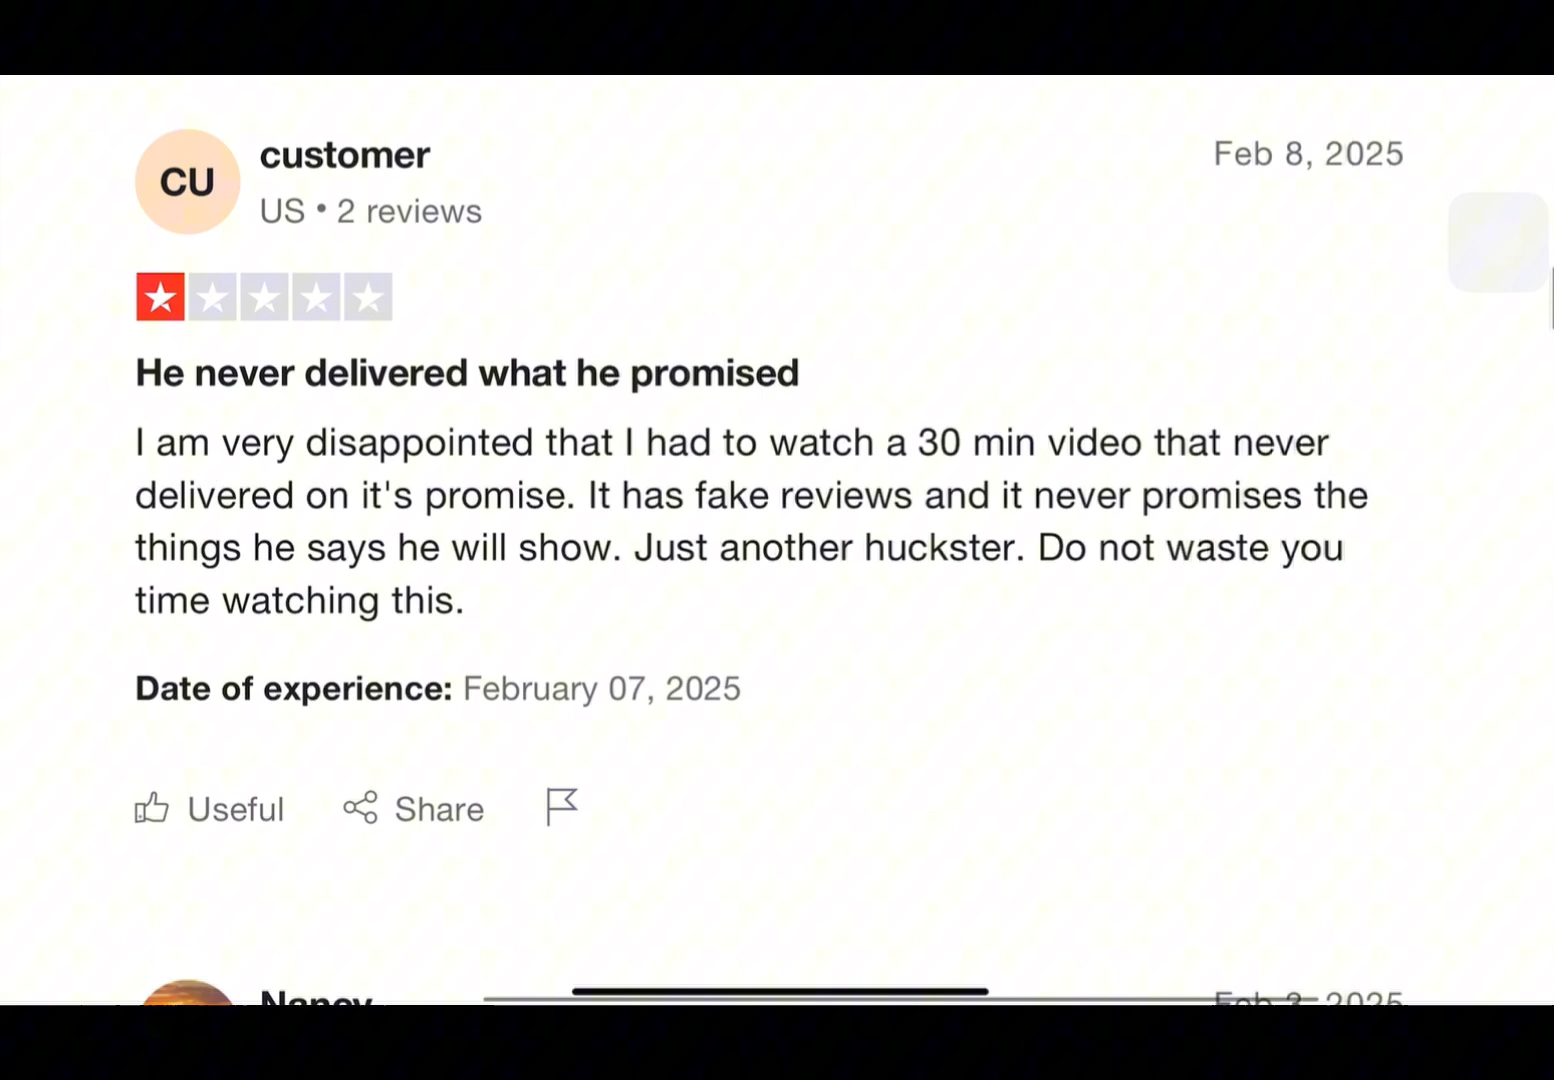 CU
customer
Feb 8, 2025
US • 2 reviews
He never delivered what he promised
I am very disappointed that I had to watch a 30 min video that never
delivered on it's promise. It has fake reviews and it never promises the
things he says he will show. Just another huckster. Do not waste you
time watching this.
Date of experience: February 07, 2025
Useful
Share
Nancy
Feb 3, 2025